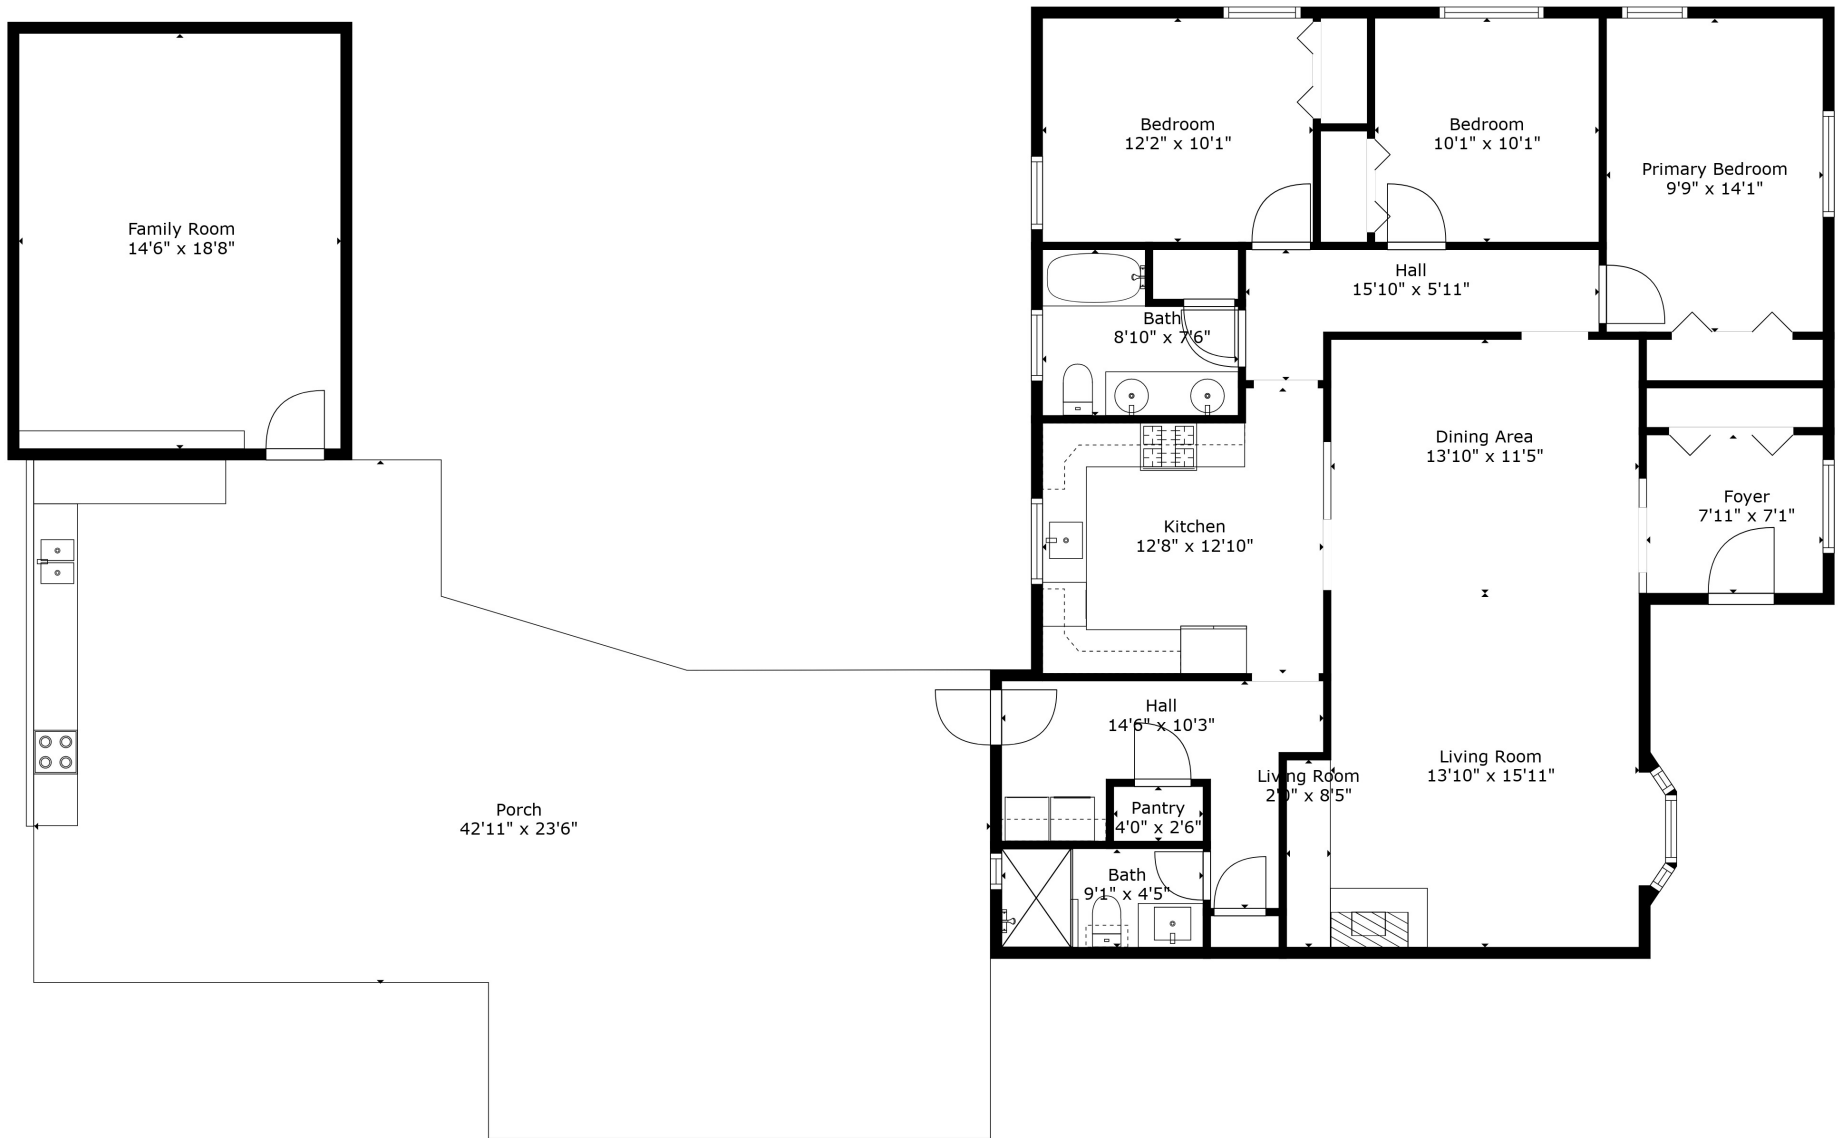 Bedroom
12'2" x 10'1"
Bedroom
10'1" x 10'1"
Primary Bedroom
9'9" x 14'1"
Family Room
14'6" x 18'8"
Hall
15'10" x 5'11"
Bath
8'10" x 7'6"
Dining Area
13'10" x 11'5"
Foyer
7'11" x 7'1"
Kitchen
12'8" x 12'10"
Hall
14'6" x 10'3"
Living Room
13'10" x 15'11"
Living Room
2'0" x 8'5"
Pantry
4'0" x 2'6"
Porch
42'11" x 23'6"
Bath
9'1" x 4'5"